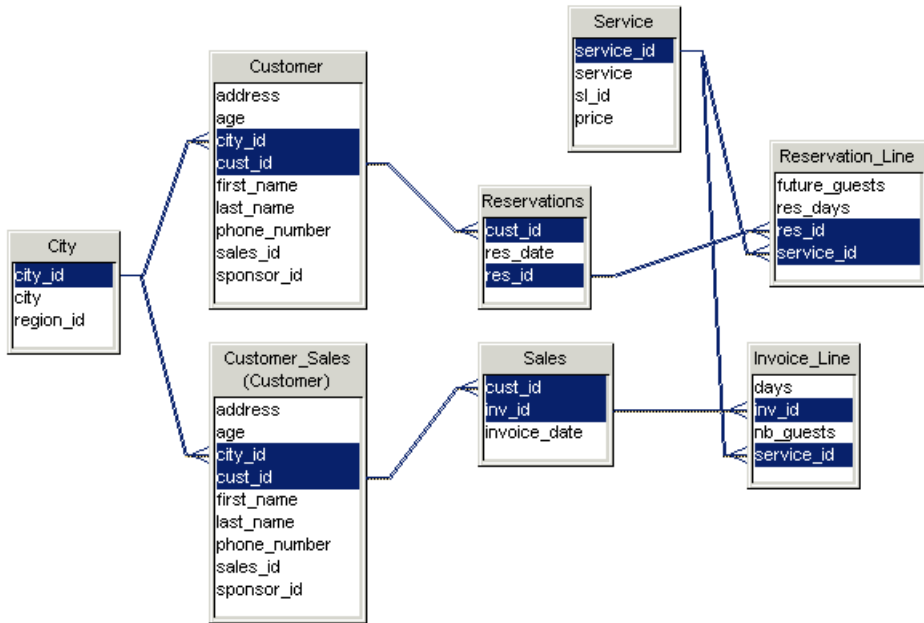 City
city_id
city
region_id
Customer
address
age
city_id
cust_id
first_name
last_name
phone_number
sales_id
sponsor_id
Customer_Sales
(Customer)
address
age
city_id
cust_id
first_name
last_name
phone_number
sales_id
sponsor_id
Reservations
cust_id
res_date
res_id
Sales
cust_id
inv_id
invoice_date
Service
service_id
service
sl_id
price
Reservation_Line
future_guests
res_days
res_id
service_id
Invoice_Line
days
inv_id
nb_guests
service_id